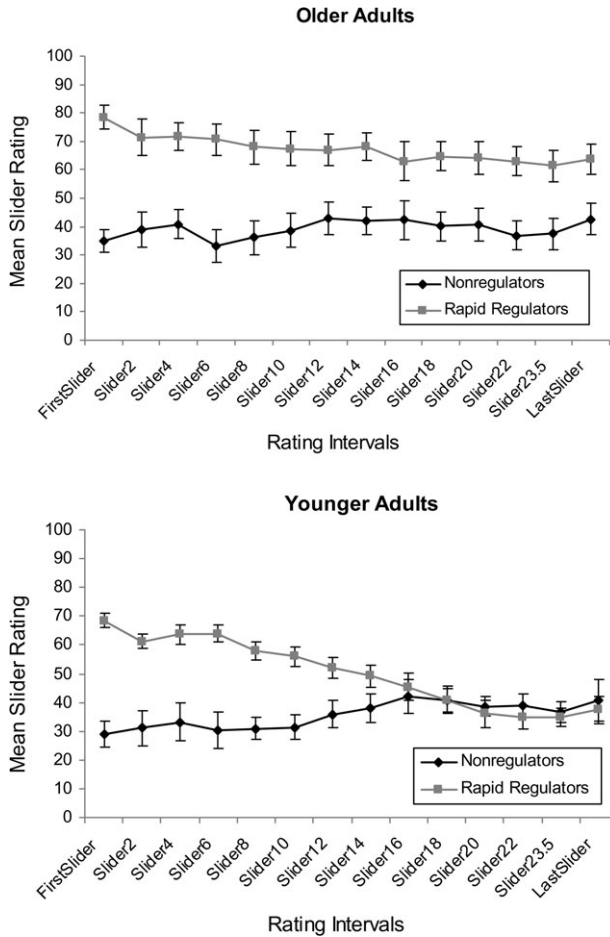 Older Adults
100
90
80
70
60
50
40
30
20
10
0
Mean Slider Rating
Nonregulators
Rapid Regulators
FirstSlider
Slider2
Slider4
Slider6
Slider8
Slider10
Slider12
Slider14
Slider16
Slider18
Slider20
Slider22
Slider23.5
LastSlider
Rating Intervals
Younger Adults
100
90
80
70
60
50
40
30
20
10
0
Mean Slider Rating
Nonregulators
Rapid Regulators
FirstSlider
Slider2
Slider4
Slider6
Slider8
Slider10
Slider12
Slider14
Slider16
Slider18
Slider20
Slider22
Slider23.5
LastSlider
Rating Intervals